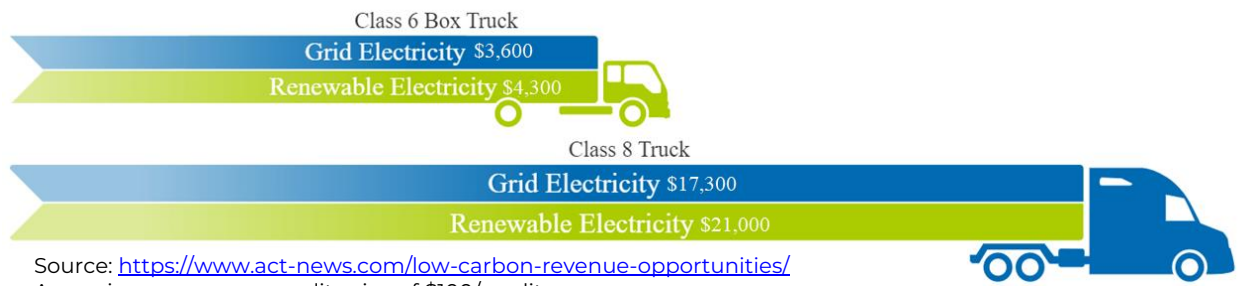 Class 6 Box Truck
Grid Electricity $3,600
Renewable Electricity $4,300
Class 8 Truck
Grid Electricity $17,300
Renewable Electricity $21,000
Source: https://www.act-news.com/low-carbon-revenue-opportunities/